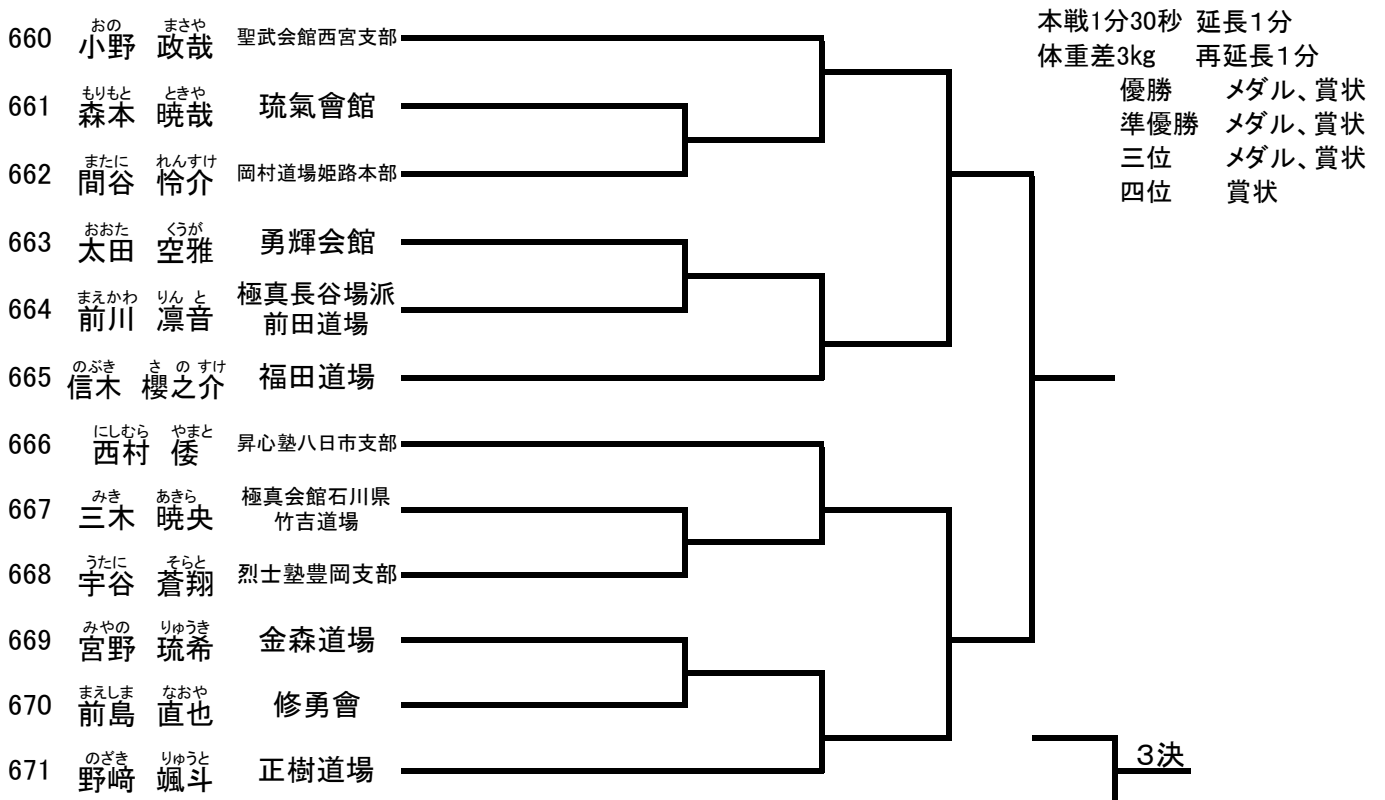 本戦1分30秒 延長１分
体重差3kg 再延長１分
優勝 メダル、賞状
準優勝 メダル、賞状
三位 メダル、賞状
四位 賞状
おの まさや
660 小野 政哉 聖武会館西宮支部
もりもと ときや
661 森本 暁哉 琉氣會館
またに れんすけ
662 間谷 怜介 岡村道場姫路本部
おおた くうが
663 太田 空雅 勇輝会館
まえかわ りん と
664 前川 凛音 極真長谷場派
前田道場
のぶき さ の すけ
665 信木 櫻之介 福田道場
にしむら やまと
666 西村 倭 昇心塾八日市支部
みき あきら
667 三木 暁央 極真会館石川県
竹吉道場
うたに そらと
668 宇谷 蒼翔 烈士塾豊岡支部
みやの りゅうき
669 宮野 琉希 金森道場
まえしま なおや
670 前島 直也 修勇會
のざき りゅうと
671 野﨑 颯斗 正樹道場
３決